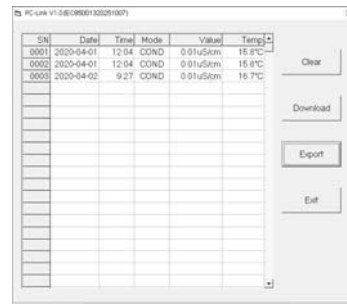 PC-Link V1.0(EC095001320251007)
SN Date Time Mode Value Temp
0001 2020-04-01 12:04 COND 0.01uS/cm 15.8°C
0002 2020-04-01 12:04 COND 0.01uS/cm 15.8°C
0003 2020-04-02 9:27 COND 0.01uS/cm 16.7°C
Clear
Download
Export
Exit